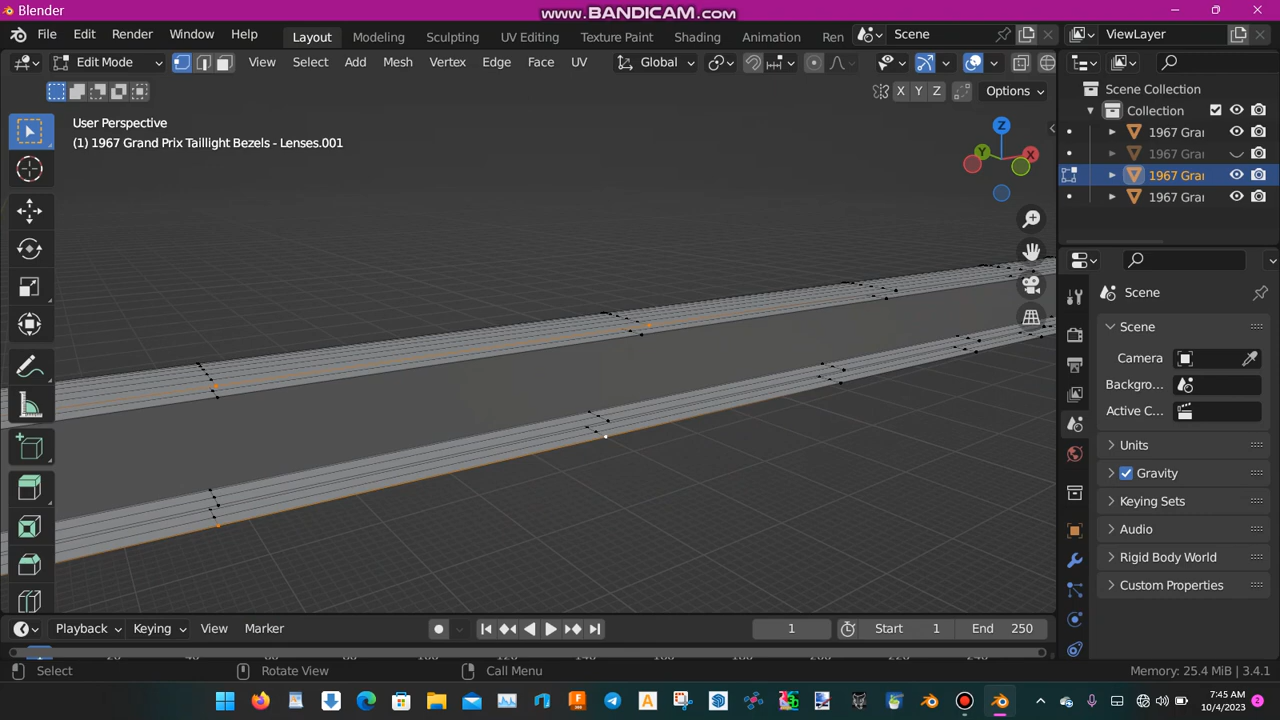 Blender
www.BANDICAM.com
File Edit Render Window Help Layout Modeling Sculpting UV Editing Texture Paint Shading Animation Ren Scene ViewLayer
Edit Mode View Select Add Mesh Vertex Edge Face UV Global
X Y Z Options
User Perspective
(1) 1967 Grand Prix Taillight Bezels - Lenses.001
Z
Y
X
Scene Collection
Collection
1967 Gra
1967 Gra
1967 Gra
1967 Gra
Scene
Scene
Camera
Backgro...
Active C...
Units
Gravity
Keying Sets
Audio
Rigid Body World
Custom Properties
Playback Keying View Marker 1 Start 1 End 250
Select Rotate View Call Menu Memory: 25.4 MiB | 3.4.1
7:45 AM
10/4/2023
2